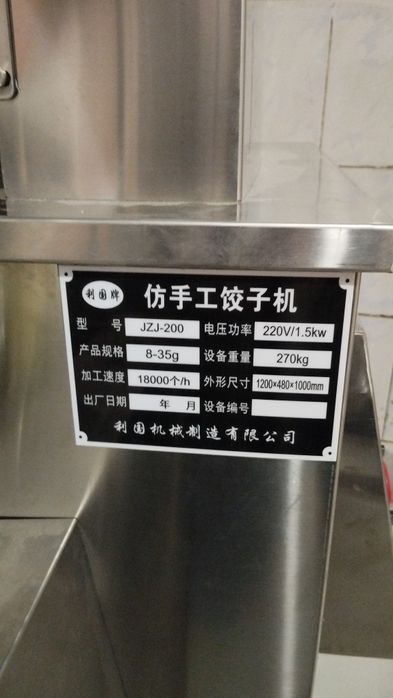 利国牌
仿手工饺子机
型 号 JZJ-200 电压功率 220V/1.5kw
产品规格 8-35g 设备重量 270kg
加工速度 18000个/h 外形尺寸 1200×480×1000mm
出厂日期 年 月 设备编号
利国机械制造有限公司